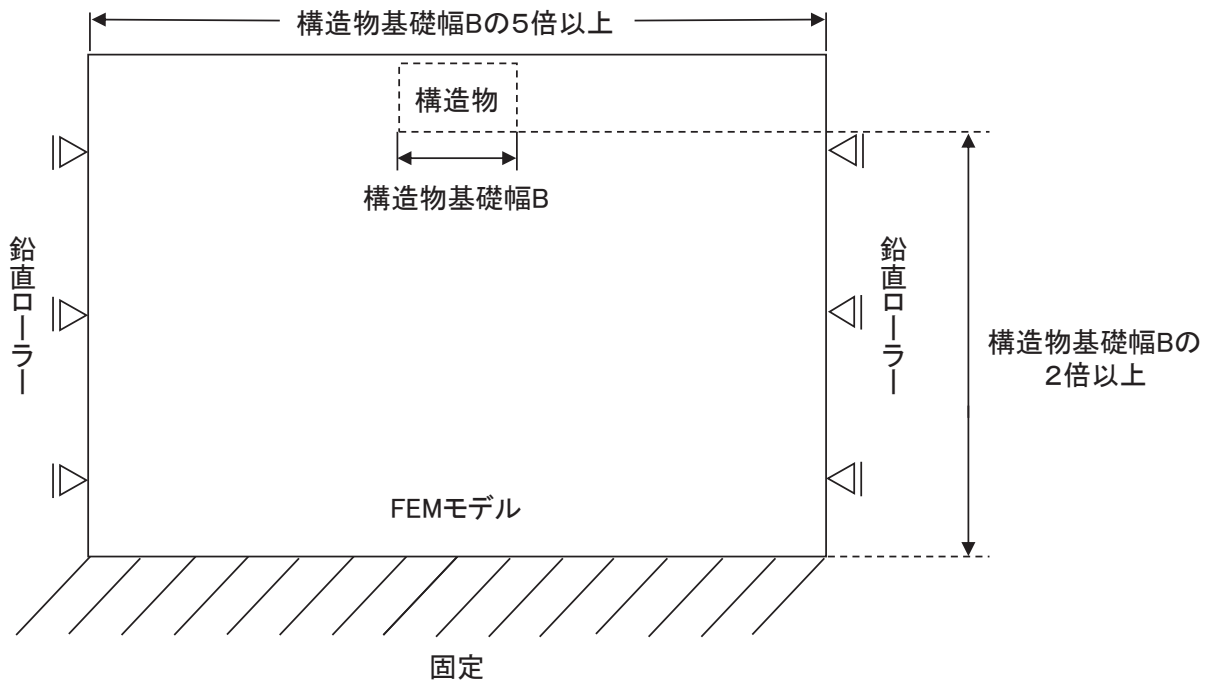 構造物基礎幅Bの5倍以上
構造物
構造物基礎幅B
鉛直ローラー
鉛直ローラー
構造物基礎幅Bの
2倍以上
FEMモデル
固定